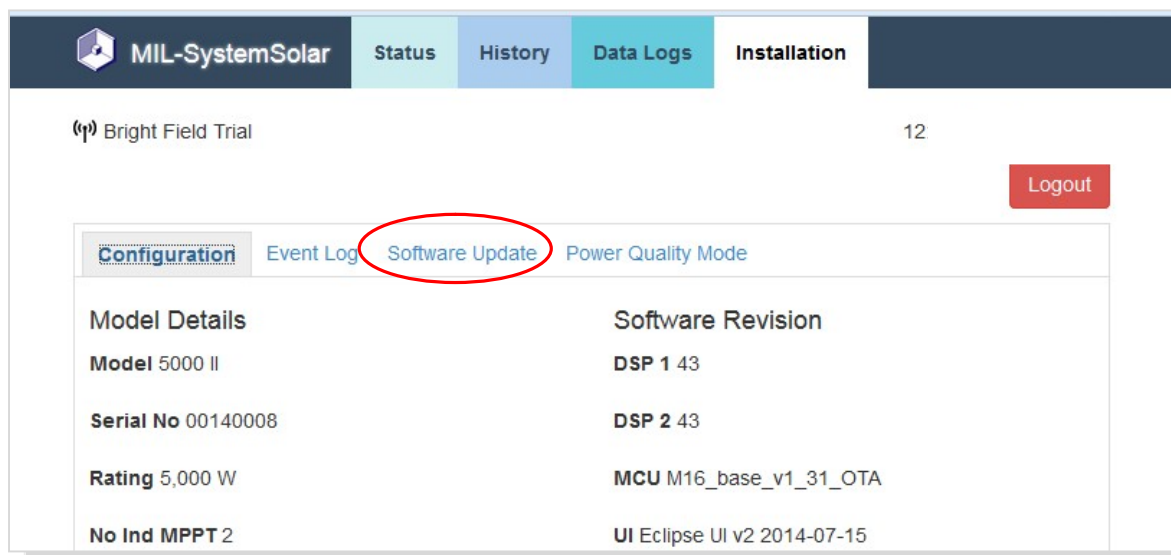 MIL-SystemSolar Status History Data Logs Installation
Bright Field Trial 12
Logout
Configuration Event Log Software Update Power Quality Mode
Model Details Software Revision
Model 5000 II DSP 1 43
Serial No 00140008 DSP 2 43
Rating 5,000 W MCU M16_base_v1_31_OTA
No Ind MPPT 2 UI Eclipse UI v2 2014-07-15